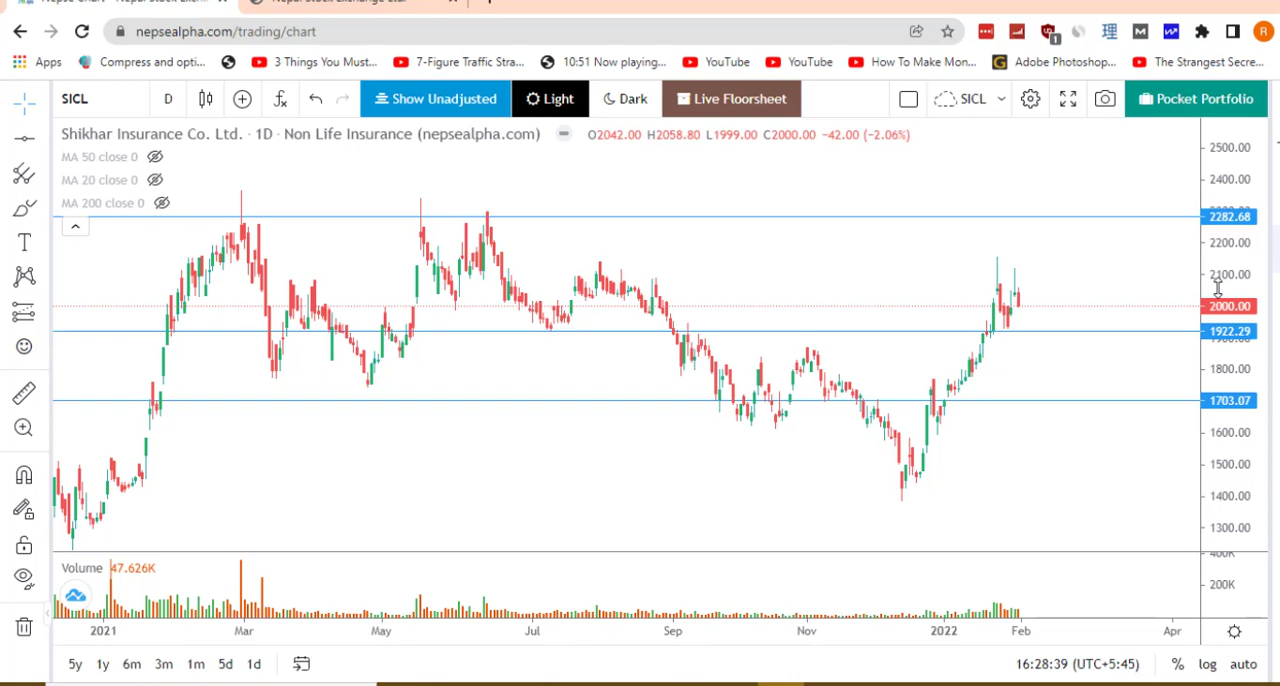 nepsealpha.com/trading/chart
Apps Compress and opti... 3 Things You Must... 7-Figure Traffic Stra... 10:51 Now playing... YouTube YouTube How To Make Mon... Adobe Photoshop... The Strangest Secre...
SICL D Show Unadjusted Light Dark Live Floorsheet SICL Pocket Portfolio
Shikhar Insurance Co. Ltd. · 1D · Non Life Insurance (nepsealpha.com) O2042.00 H2058.80 L1999.00 C2000.00 −42.00 (−2.06%)
MA 50 close 0
MA 20 close 0
MA 200 close 0
2500.00
2400.00
2282.68
2200.00
2100.00
2000.00
1922.29
1800.00
1703.07
1600.00
1500.00
1400.00
1300.00
Volume 47.626K
400K
200K
2021 Mar May Jul Sep Nov 2022 Feb Apr
5y 1y 6m 3m 1m 5d 1d 16:28:39 (UTC+5:45) % log auto